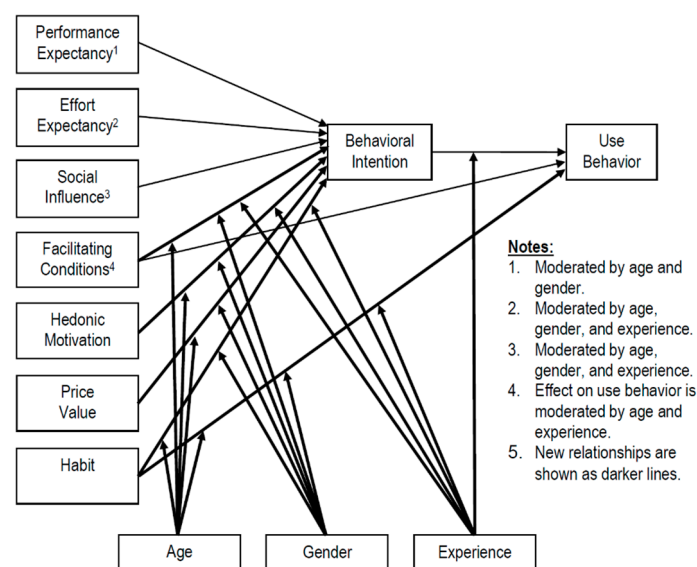 Performance
Expectancy1
Effort
Expectancy2
Social
Influence3
Facilitating
Conditions4
Hedonic
Motivation
Price
Value
Habit
Behavioral
Intention
Use
Behavior
Notes:
1. Moderated by age and
gender.
2. Moderated by age,
gender, and experience.
3. Moderated by age,
gender, and experience.
4. Effect on use behavior is
moderated by age and
experience.
5. New relationships are
shown as darker lines.
Age
Gender
Experience